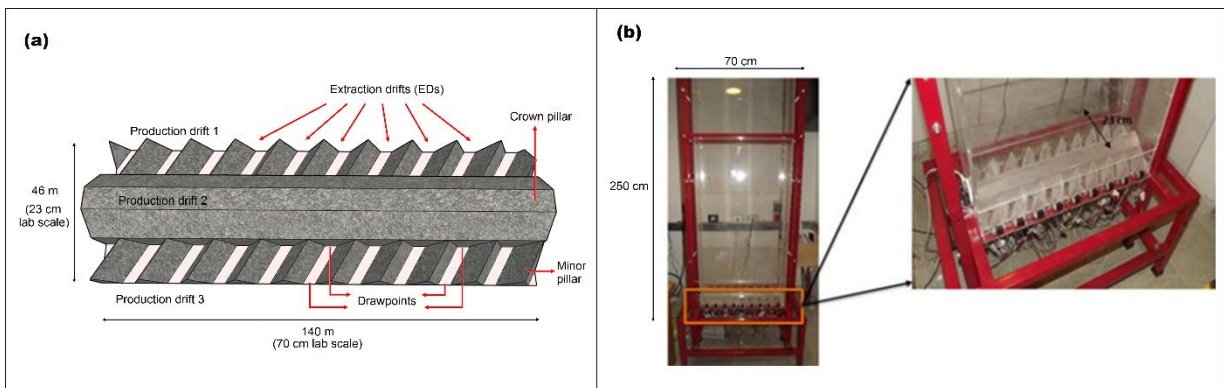 (a)
Extraction drifts (EDs)
Crown pillar
Production drift 1
46 m
(23 cm
lab scale)
Production drift 2
Minor
pillar
Production drift 3
Drawpoints
140 m
(70 cm lab scale)
(b)
70 cm
250 cm
23 cm